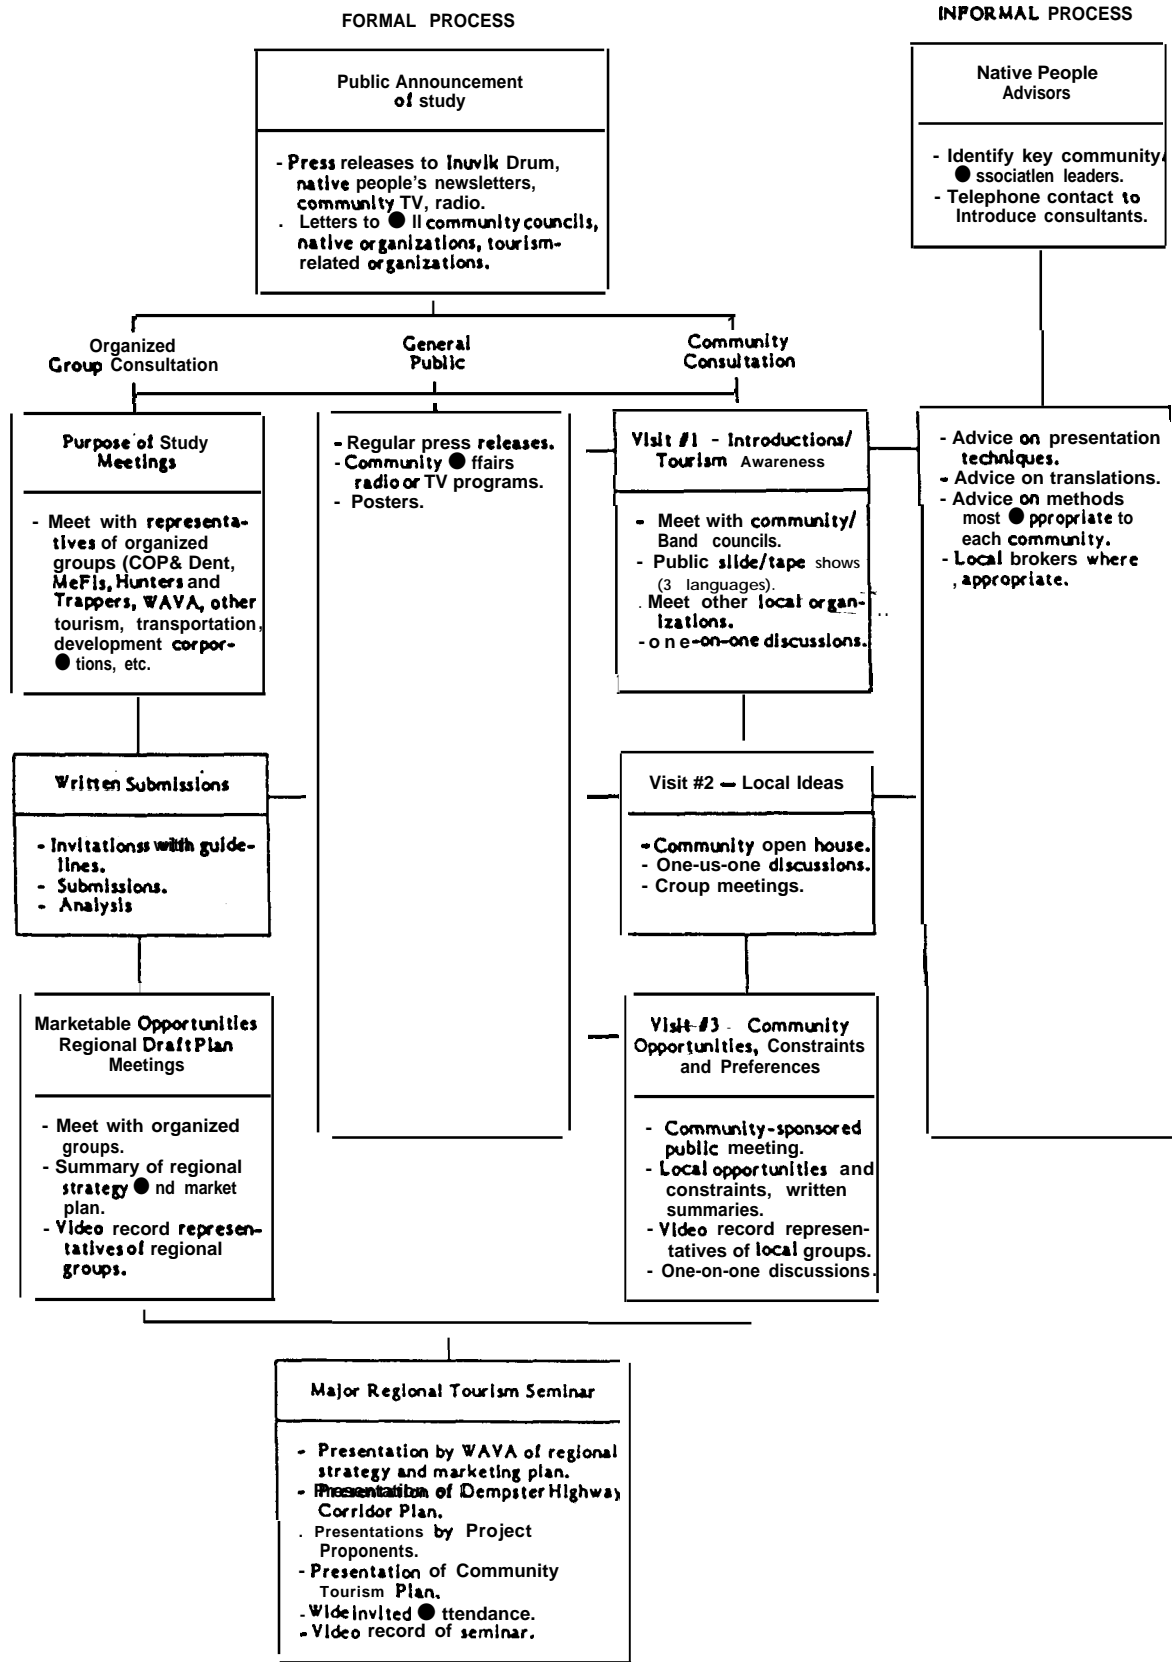 FORMAL PROCESS
INFORMAL PROCESS
Public Announcement
of study
- Press releases to Inuvik Drum,
native people's newsletters,
community TV, radio.
. Letters to ● ll community councils,
native organizations, tourism-
related organizations.
Native People
Advisors
- Identify key community/
● ssociatlen leaders.
- Telephone contact to
Introduce consultants.
Organized
Group Consultation
General
Public
Community
Consultation
Purpose of Study
Meetings
- Meet with representa-
tives of organized
groups (COP& Dent,
MeFis, Hunters and
Trappers, WAVA, other
tourism, transportation,
development corpor-
● tions, etc.
- Regular press releases.
- Community ● ffairs
radio or TV programs.
- Posters.
Visit #1 - Introductions/
Tourism Awareness
- Meet with community/
Band councils.
- Public slide/tape shows
(3 languages).
. Meet other local organ-
izations.
- one-on-one discussions.
- Advice on presentation
techniques.
- Advice on translations.
- Advice on methods
most ● ppropriate to
each community.
- Local brokers where
, appropriate.
Written Submissions
- Invitations with guide-
lines.
- Submissions.
- Analysis
Visit #2 - Local Ideas
- Community open house.
- One-us-one discussions.
- Croup meetings.
Marketable Opportunities
Regional Draft Plan
Meetings
- Meet with organized
groups.
- Summary of regional
strategy ● nd market
plan.
- Video record represen-
tatives of regional
groups.
Visit #3 - Community
Opportunities, Constraints
and Preferences
- Community-sponsored
public meeting.
- Local opportunities and
constraints, written
summaries.
- Video record represen-
tatives of local groups.
- One-on-one discussions.
Major Regional Tourism Seminar
- Presentation by WAVA of regional
strategy and marketing plan.
- Presentation of Dempster Highway
Corridor Plan.
. Presentations by Project
Proponents.
- Presentation of Community
Tourism Plan.
- Wide invited ● ttendance.
- Video record of seminar.